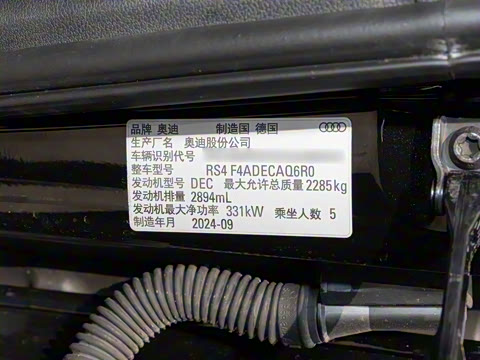 品牌 奥迪 制造国 德国
生产厂名 奥迪股份公司
车辆识别代号
整车型号 RS4 F4ADECAQ6R0
发动机型号 DEC 最大允许总质量 2285kg
发动机排量 2894mL
发动机最大净功率 331kW 乘坐人数 5
制造年月 2024-09